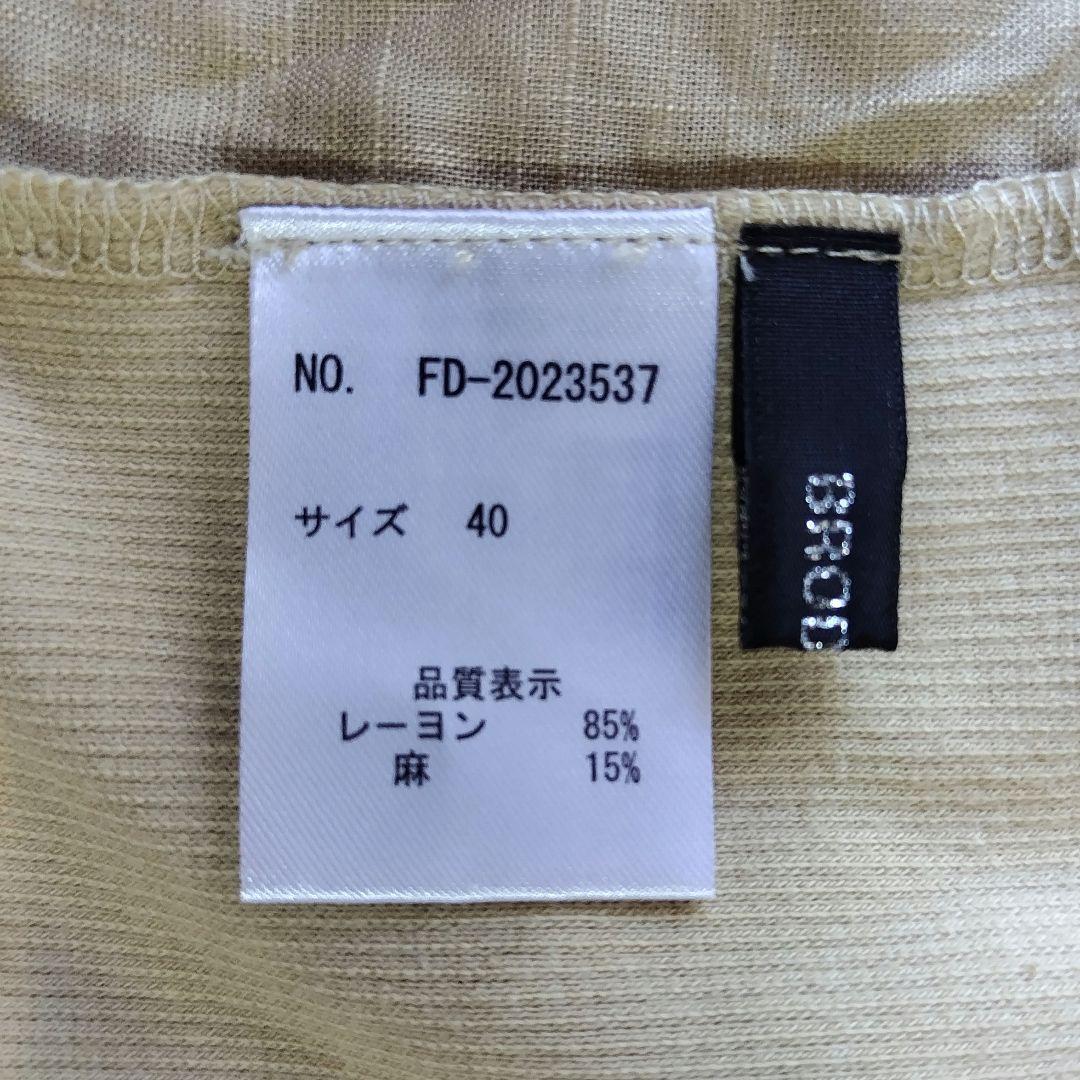 NO. FD-2023537
サイズ 40
品質表示
レーヨン 85%
麻 15%
BROD